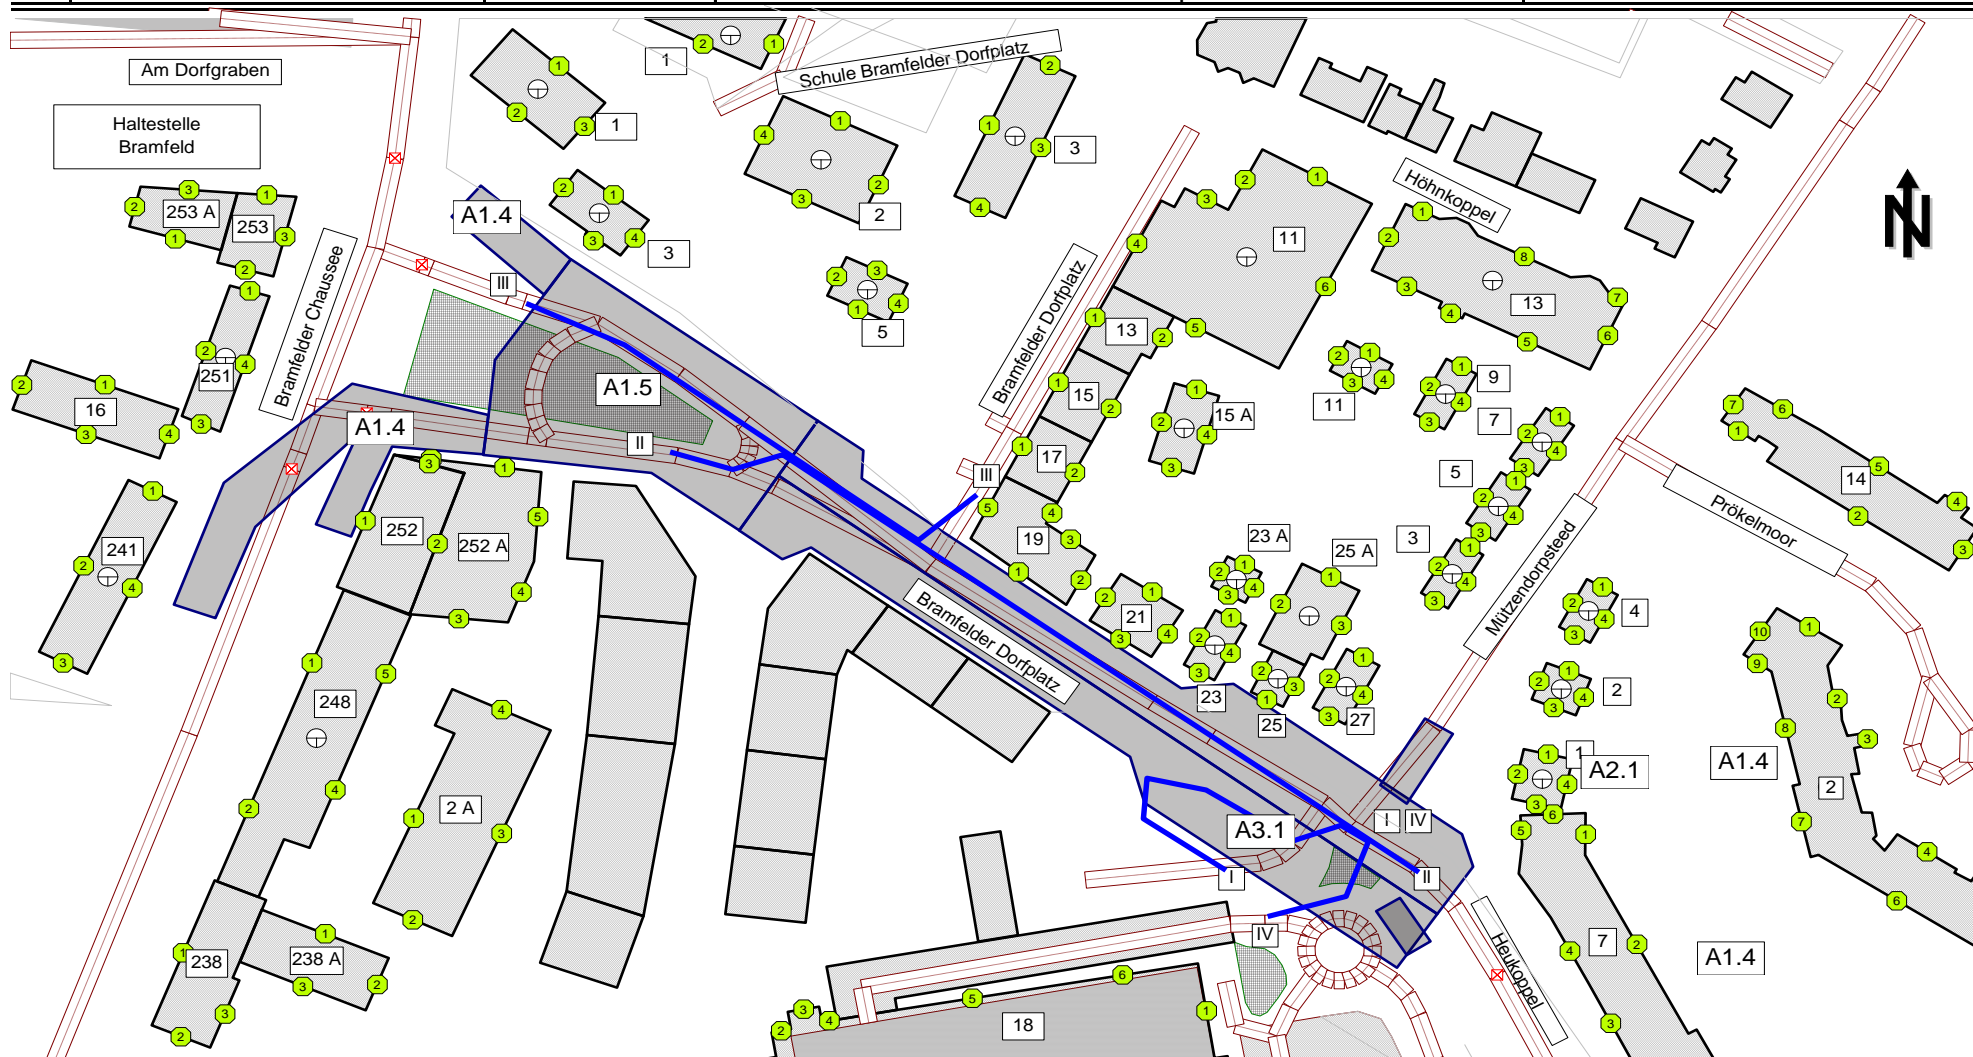 Am Dorfgraben
Haltestelle
Bramfeld
Schule Bramfelder Dorfplatz
Bramfelder Chaussee
Bramfelder Dorfplatz
Höhnkoppel
Mützendorpsteed
Prökelmoor
Bramfelder Dorfplatz
Heukoppel
N
A1.4
A1.5
A1.4
A3.1
A2.1
A1.4
A1.4
III
II
III
I
IV
I
II
IV
253 A
253
251
16
241
252
252 A
248
2 A
238
238 A
1
1
3
2
3
5
11
13
13
15
15 A
17
19
21
23 A
25 A
23
25
27
11
9
7
5
3
4
2
1
14
2
7
18